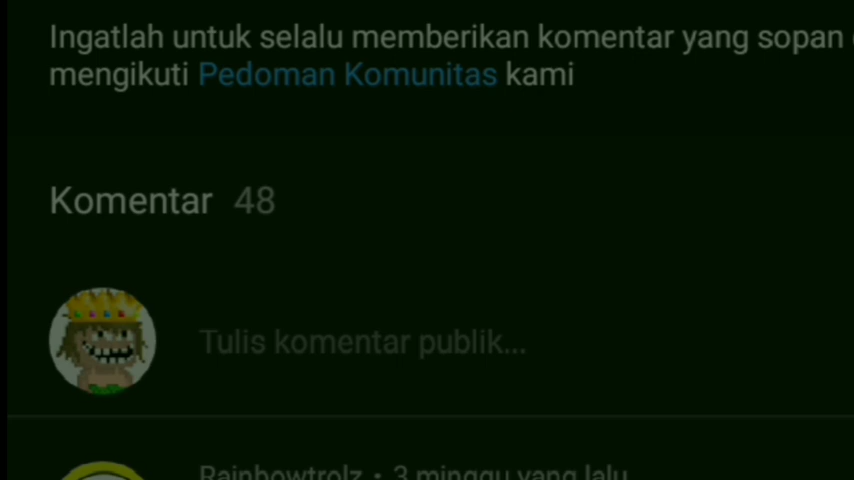 Ingatlah untuk selalu memberikan komentar yang sopan
mengikuti Pedoman Komunitas kami
Komentar 48
Tulis komentar publik...
Rainbowtrolz • 3 minggu yang lalu